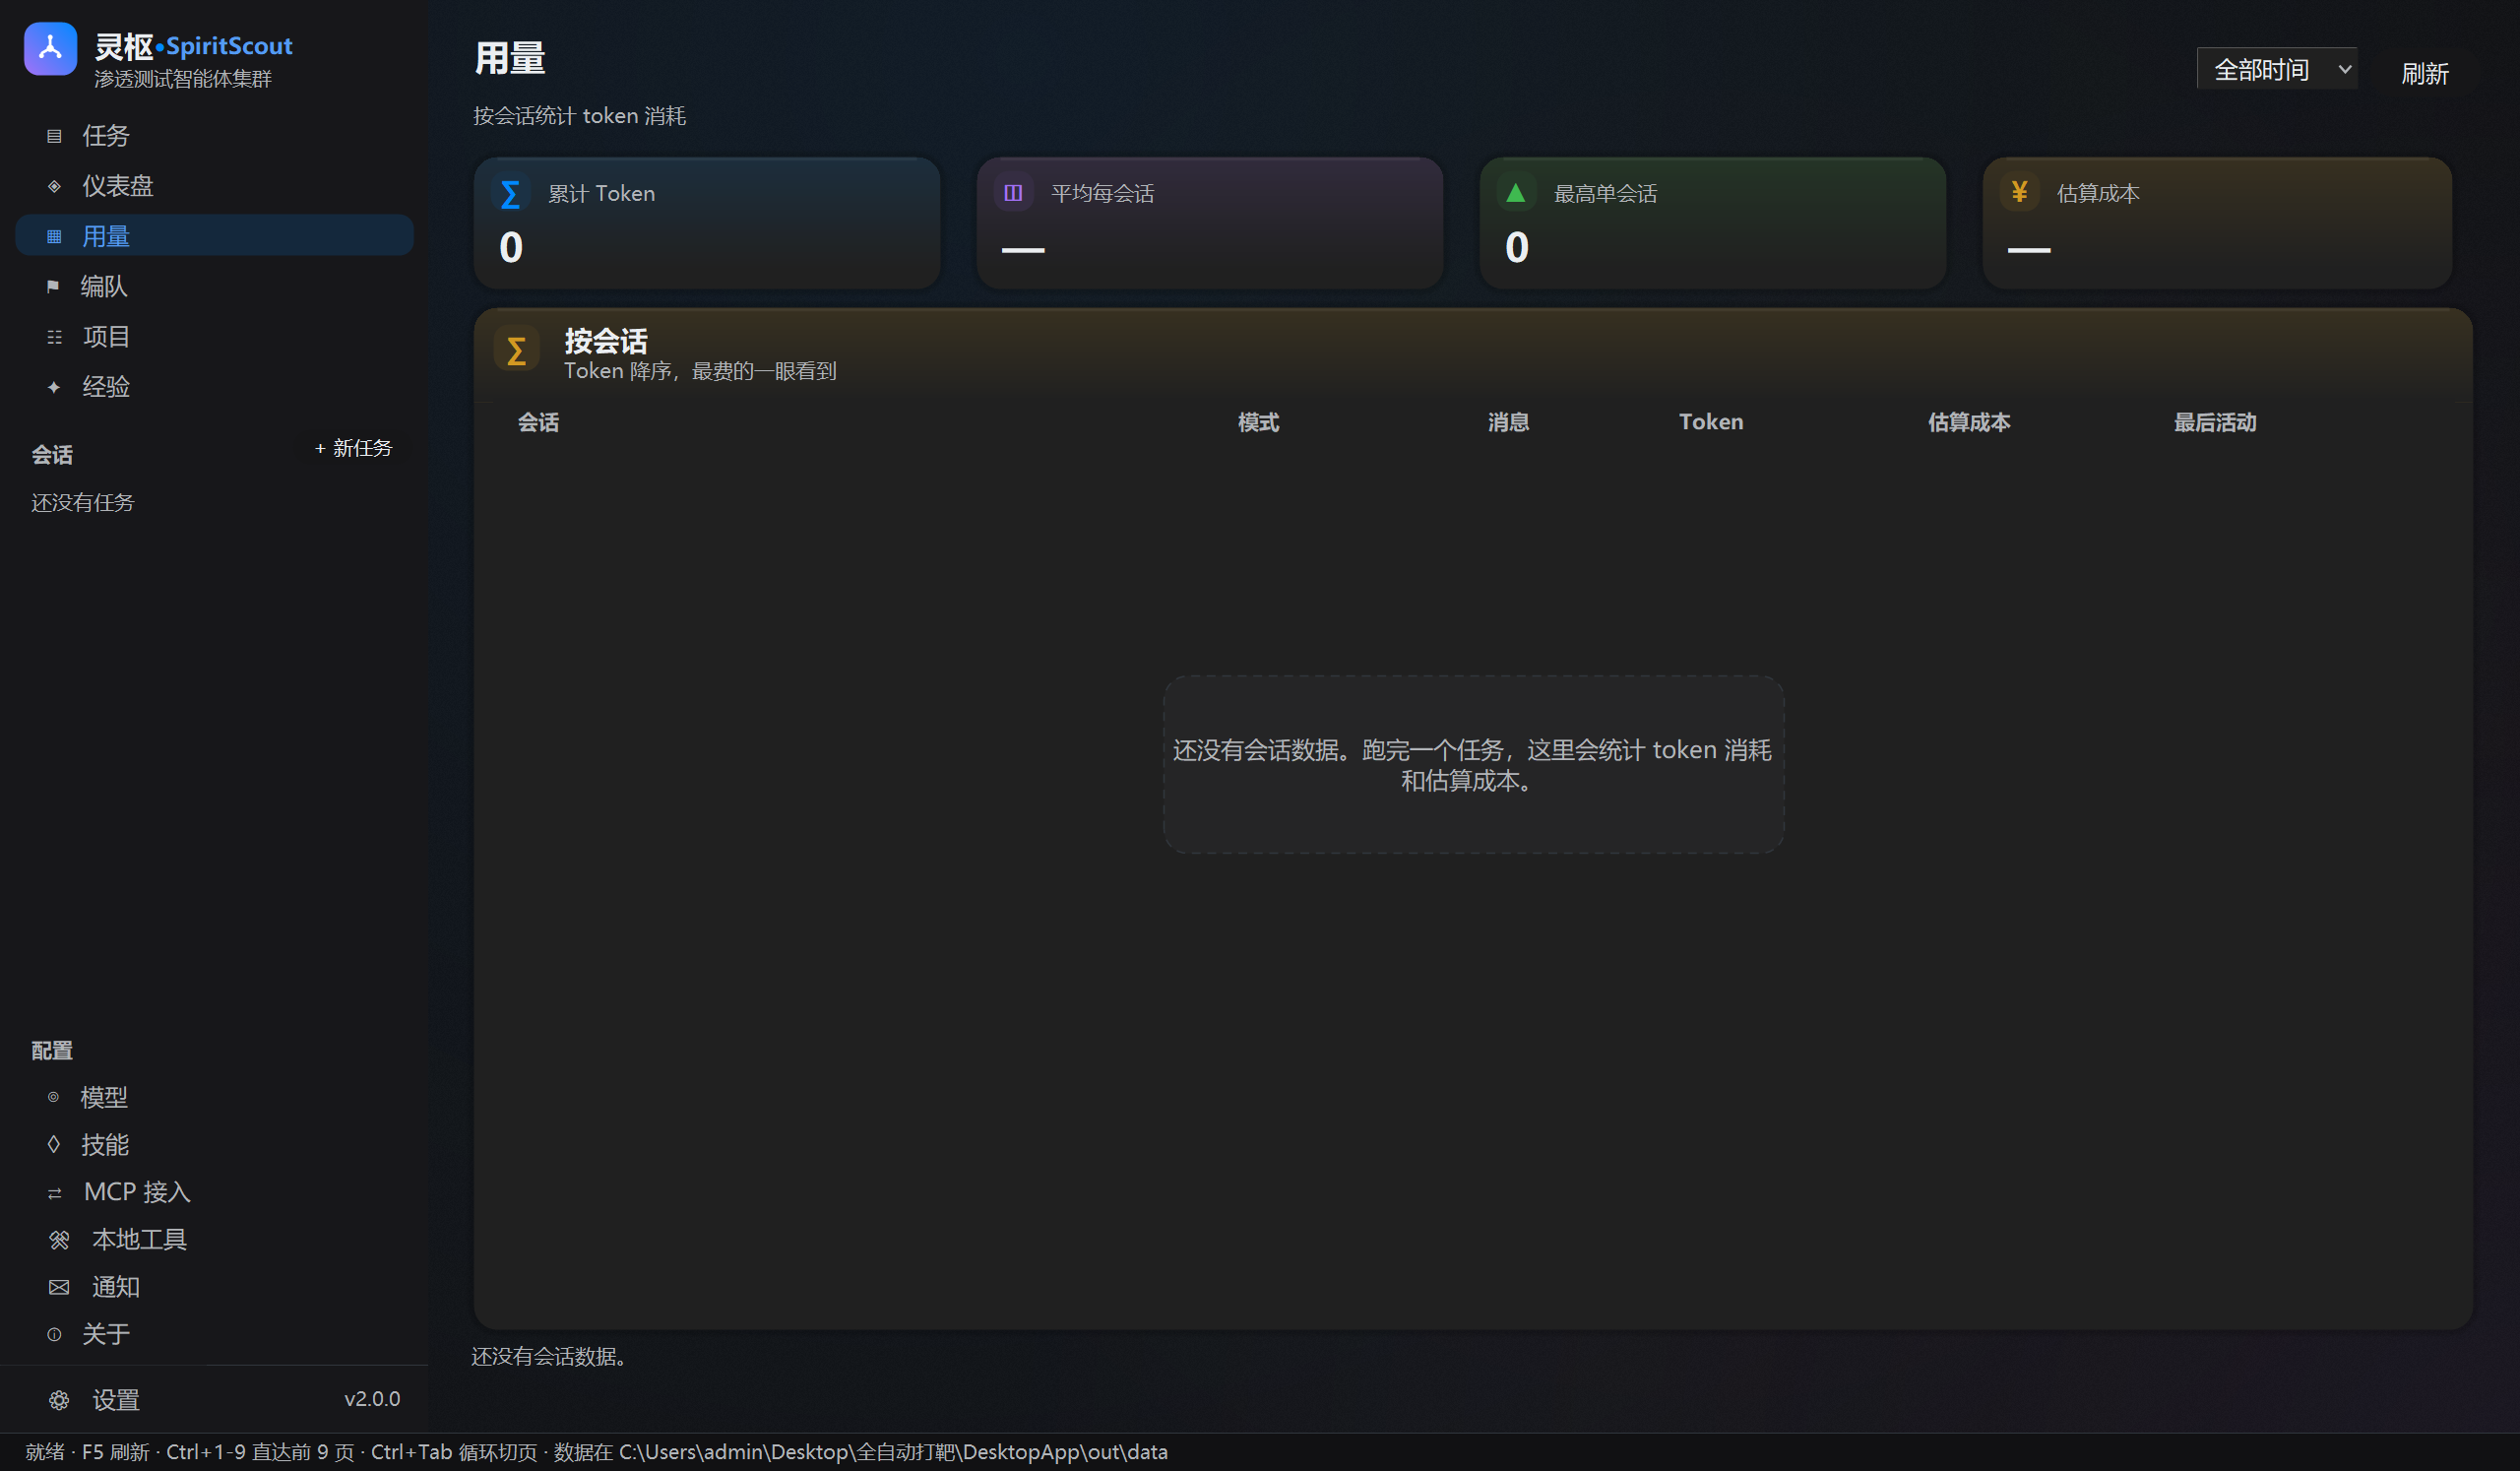 灵枢•SpiritScout
渗透测试智能体集群
任务
仪表盘
用量
编队
项目
经验
会话
+ 新任务
还没有任务
配置
模型
技能
MCP 接入
本地工具
通知
关于
设置
v2.0.0
用量
按会话统计 token 消耗
全部时间
刷新
∑ 累计 Token
0
平均每会话
—
▲ 最高单会话
0
¥ 估算成本
—
∑ 按会话
Token 降序，最费的一眼看到
会话 模式 消息 Token 估算成本 最后活动
还没有会话数据。跑完一个任务，这里会统计 token 消耗
和估算成本。
还没有会话数据。
就绪 · F5 刷新 · Ctrl+1-9 直达前 9 页 · Ctrl+Tab 循环切页 · 数据在 C:\Users\admin\Desktop\全自动打靶\DesktopApp\out\data